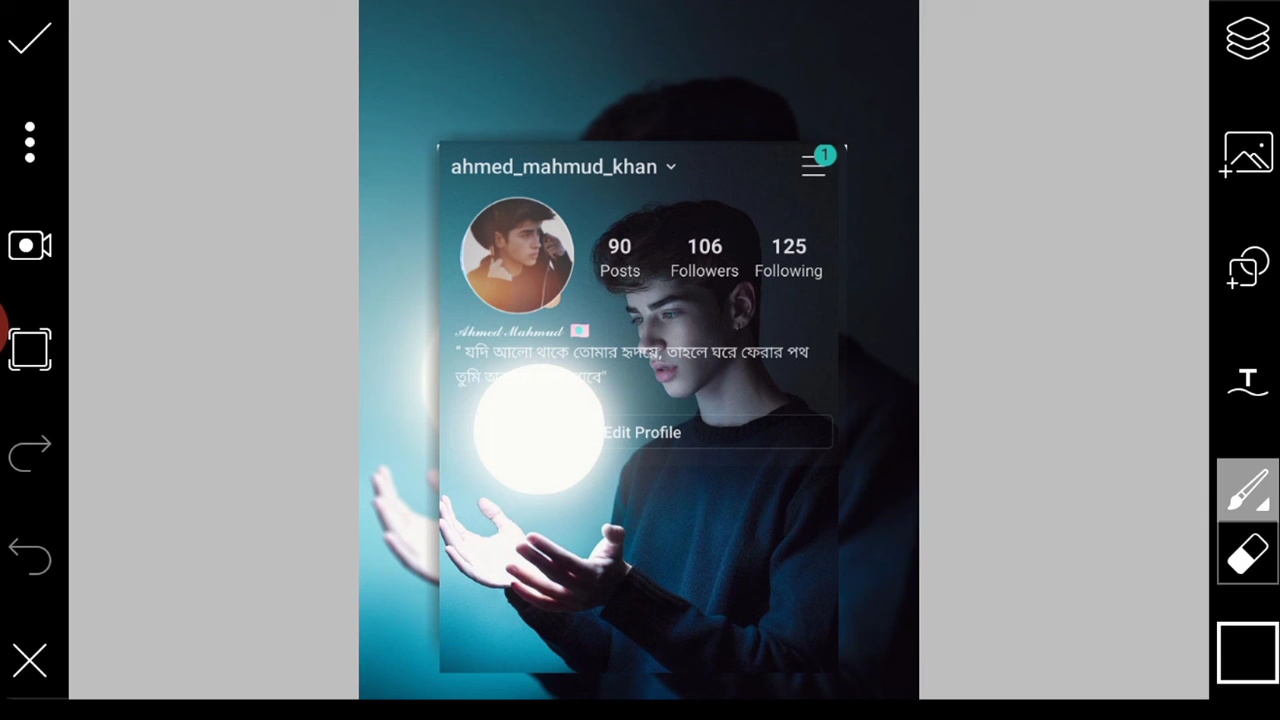 ahmed_mahmud_khan
1
90 106 125
Posts Followers Following
𝓐𝓱𝓶𝓮𝓭 𝓜𝓪𝓱𝓶𝓾𝓭
“ যদি আলো থাকে তোমার হৃদয়ে, তাহলে ঘরে ফেরার পথ
তুমি
Edit Profile
T